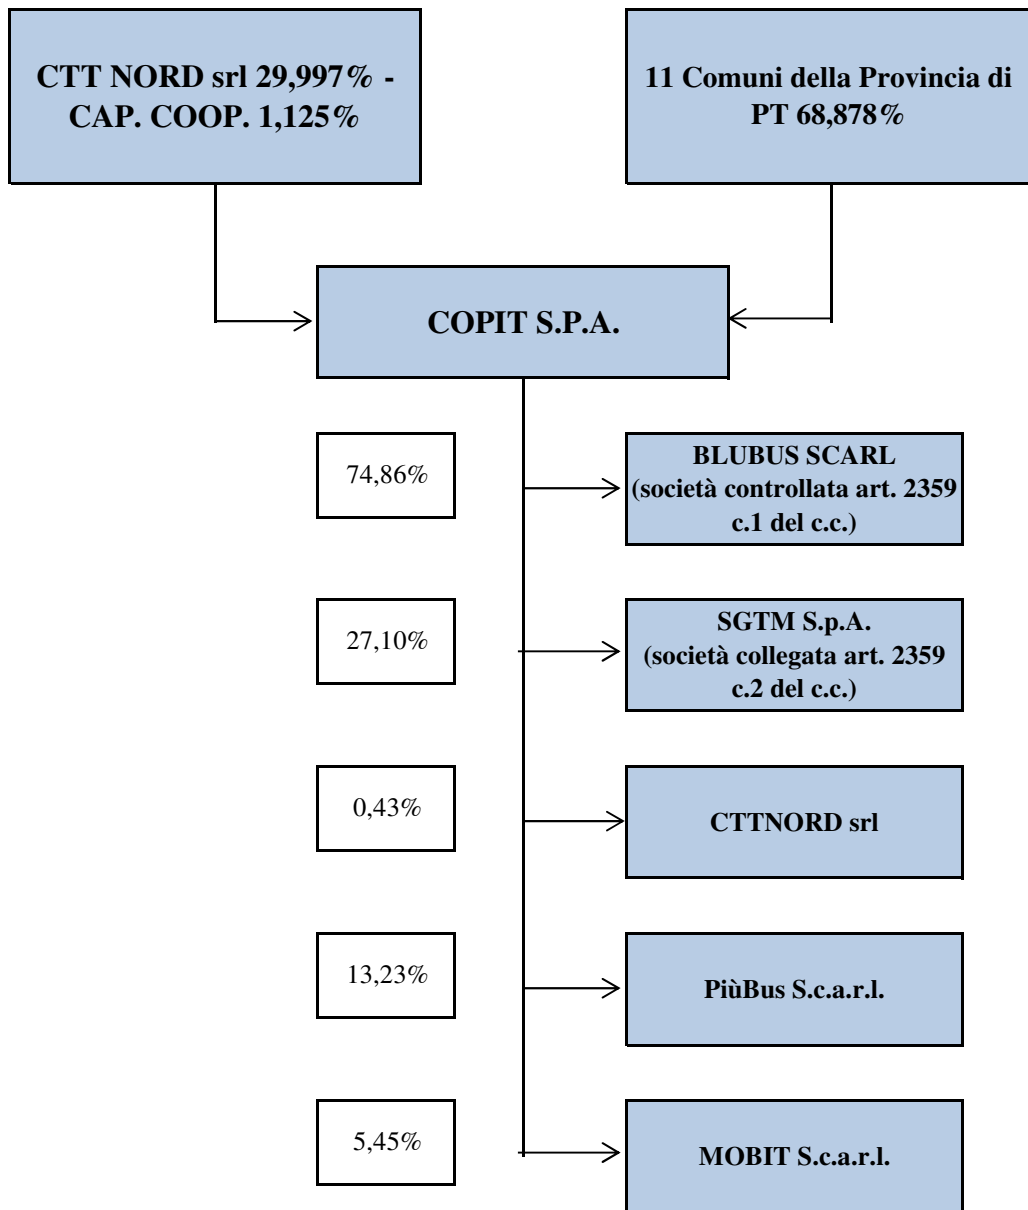 CTT NORD srl 29,997% -
CAP. COOP. 1,125%
11 Comuni della Provincia di
PT 68,878%
COPIT S.P.A.
74,86%
BLUBUS SCARL
(società controllata art. 2359
c.1 del c.c.)
27,10%
SGTM S.p.A.
(società collegata art. 2359
c.2 del c.c.)
0,43%
CTTNORD srl
13,23%
PiùBus S.c.a.r.l.
5,45%
MOBIT S.c.a.r.l.